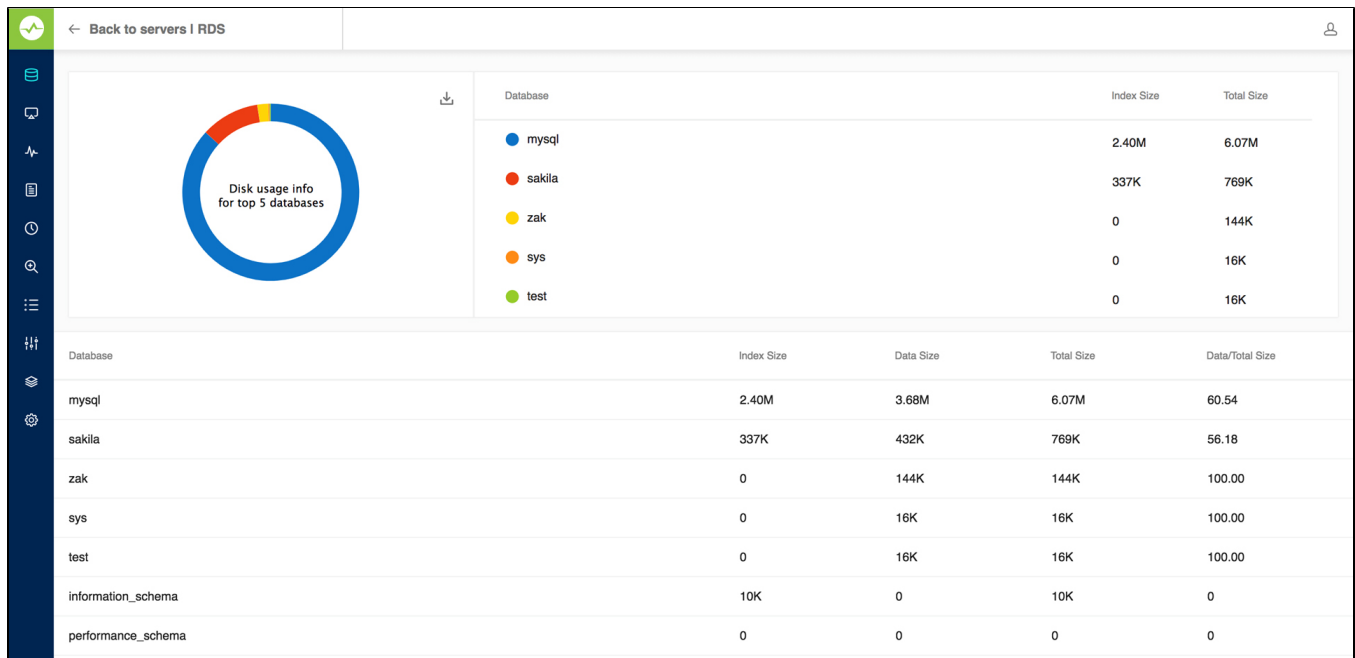 Back to servers | RDS
Disk usage info
for top 5 databases
Database Index Size Total Size
mysql 2.40M 6.07M
sakila 337K 769K
zak 0 144K
sys 0 16K
test 0 16K
Database Index Size Data Size Total Size Data/Total Size
mysql 2.40M 3.68M 6.07M 60.54
sakila 337K 432K 769K 56.18
zak 0 144K 144K 100.00
sys 0 16K 16K 100.00
test 0 16K 16K 100.00
information_schema 10K 0 10K 0
performance_schema 0 0 0 0